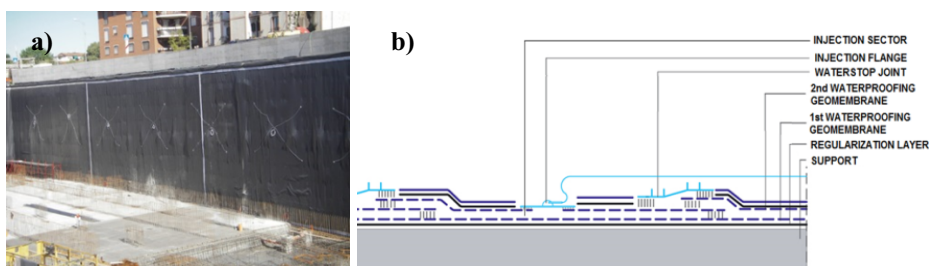 a)
b)
INJECTION SECTOR
INJECTION FLANGE
WATERSTOP JOINT
2nd WATERPROOFING
GEOMEMBRANE
1st WATERPROOFING
GEOMEMBRANE
REGULARIZATION LAYER
SUPPORT